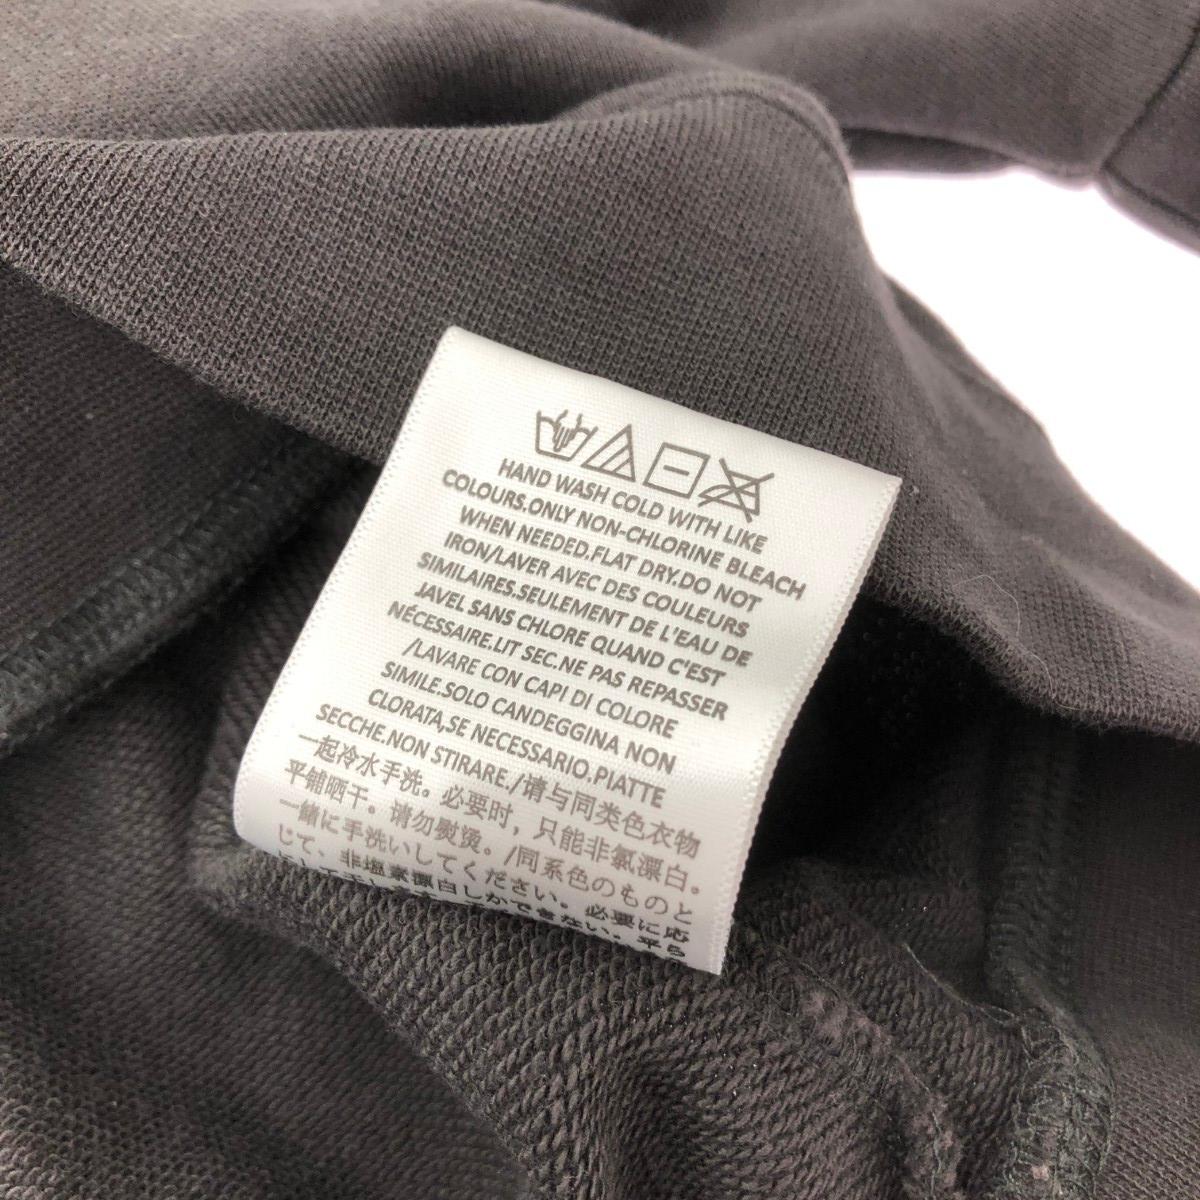 HAND WASH COLD WITH LIKE
COLOURS.ONLY NON-CHLORINE BLEACH
WHEN NEEDED.FLAT DRY.DO NOT
IRON/LAVER AVEC DES COULEURS
SIMILAIRES.SEULEMENT DE L'EAU DE
JAVEL SANS CHLORE QUAND C'EST
NÉCESSAIRE.LIT SEC.NE PAS REPASSER
/LAVARE CON CAPI DI COLORE
SIMILE.SOLO CANDEGGINA NON
CLORATA,SE NECESSARIO.PIATTE
SECCHE.NON STIRARE./请与同类色衣物
一起冷水手洗。必要时，只能非氯漂白。
平铺晒干。请勿熨烫。/同系色のものと
一緒に手洗いしてください。必要に応
じて、非塩素漂白しかできない。平ら